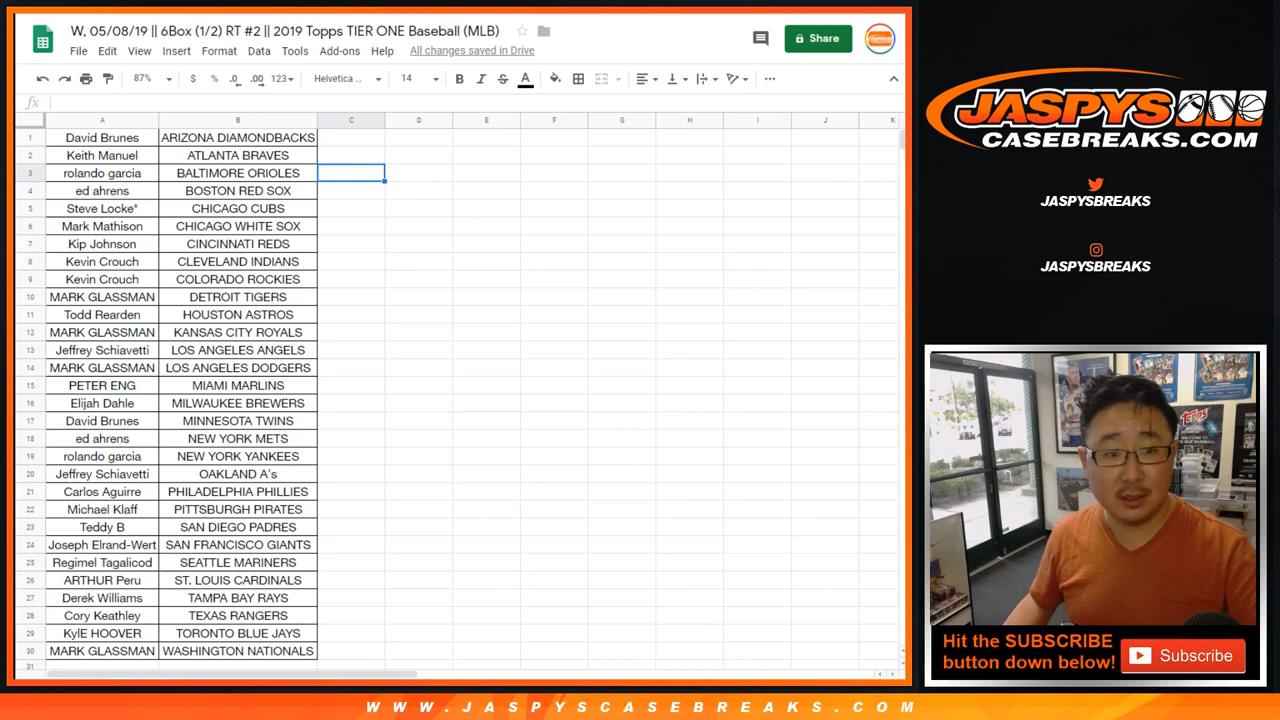 W, 05/08/19 || 6Box (1/2) RT #2 || 2019 Topps TIER ONE Baseball (MLB)
File Edit View Insert Format Data Tools Add-ons Help All changes saved in Drive
Share
87% $ % .0 .00 123 Helvetica ... 14 B I S A
fx
A B C D E F G H I J K
1 David Brunes ARIZONA DIAMONDBACKS
2 Keith Manuel ATLANTA BRAVES
3 rolando garcia BALTIMORE ORIOLES
4 ed ahrens BOSTON RED SOX
5 Steve Locke* CHICAGO CUBS
6 Mark Mathison CHICAGO WHITE SOX
7 Kip Johnson CINCINNATI REDS
8 Kevin Crouch CLEVELAND INDIANS
9 Kevin Crouch COLORADO ROCKIES
10 MARK GLASSMAN DETROIT TIGERS
11 Todd Rearden HOUSTON ASTROS
12 MARK GLASSMAN KANSAS CITY ROYALS
13 Jeffrey Schiavetti LOS ANGELES ANGELS
14 MARK GLASSMAN LOS ANGELES DODGERS
15 PETER ENG MIAMI MARLINS
16 Elijah Dahle MILWAUKEE BREWERS
17 David Brunes MINNESOTA TWINS
18 ed ahrens NEW YORK METS
19 rolando garcia NEW YORK YANKEES
20 Jeffrey Schiavetti OAKLAND A's
21 Carlos Aguirre PHILADELPHIA PHILLIES
22 Michael Klaff PITTSBURGH PIRATES
23 Teddy B SAN DIEGO PADRES
24 Joseph Elrand-Wert SAN FRANCISCO GIANTS
25 Regimel Tagalicod SEATTLE MARINERS
26 ARTHUR Peru ST. LOUIS CARDINALS
27 Derek Williams TAMPA BAY RAYS
28 Cory Keathley TEXAS RANGERS
29 KylE HOOVER TORONTO BLUE JAYS
30 MARK GLASSMAN WASHINGTON NATIONALS
31
JASPYS
CASEBREAKS.COM
JASPYSBREAKS
JASPYSBREAKS
topps
Hit the SUBSCRIBE
button down below!
Subscribe
WWW.JASPYSCASEBREAKS.COM